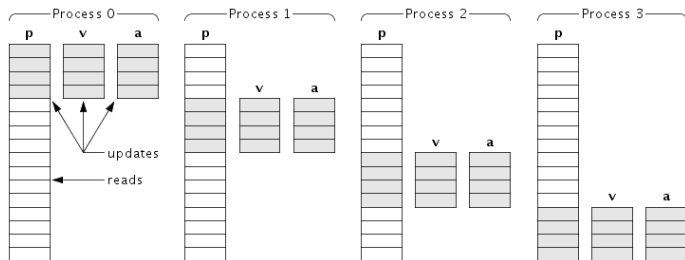 Process 0 Process 1 Process 2 Process 3
p v a p p p
v a
updates
v a
reads
v a